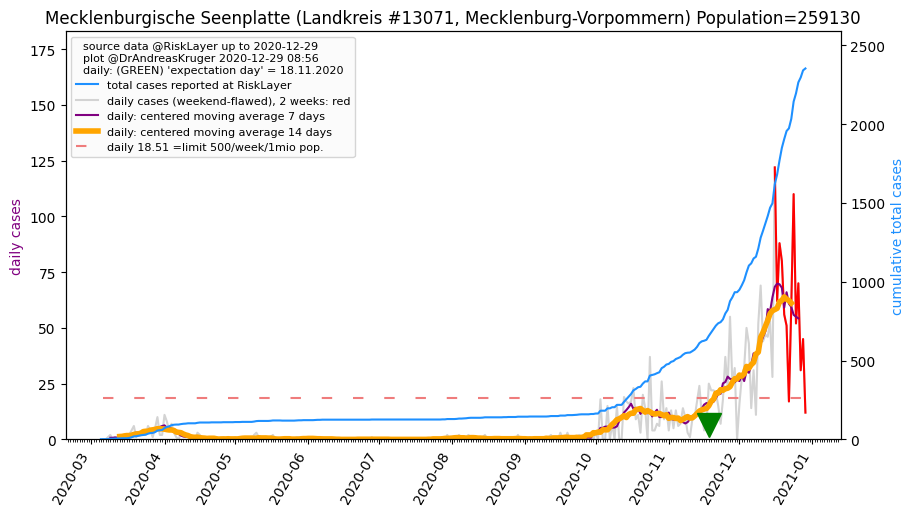 Mecklenburgische Seenplatte (Landkreis #13071, Mecklenburg-Vorpommern) Population=259130
source data @RiskLayer up to 2020-12-29
plot @DrAndreasKruger 2020-12-29 08:56
daily: (GREEN) 'expectation day' = 18.11.2020
total cases reported at RiskLayer
daily cases (weekend-flawed), 2 weeks: red
daily: centered moving average 7 days
daily: centered moving average 14 days
daily 18.51 =limit 500/week/1mio pop.
daily cases
175
150
125
100
75
50
25
0
cumulative total cases
2500
2000
1500
1000
500
0
2020-03
2020-04
2020-05
2020-06
2020-07
2020-08
2020-09
2020-10
2020-11
2020-12
2021-01